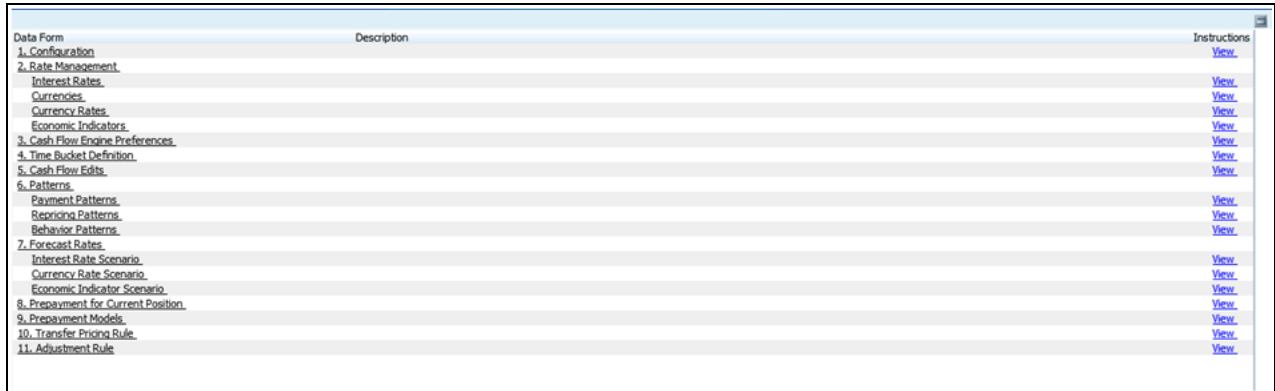 Data Form Description Instructions
1. Configuration View
2. Rate Management
Interest Rates View
Currencies View
Currency Rates View
Economic Indicators View
3. Cash Flow Engine Preferences View
4. Time Bucket Definition View
5. Cash Flow Edits View
6. Patterns
Payment Patterns View
Repricing Patterns View
Behavior Patterns View
7. Forecast Rates
Interest Rate Scenario View
Currency Rate Scenario View
Economic Indicator Scenario View
8. Prepayment for Current Position View
9. Prepayment Models View
10. Transfer Pricing Rule View
11. Adjustment Rule View